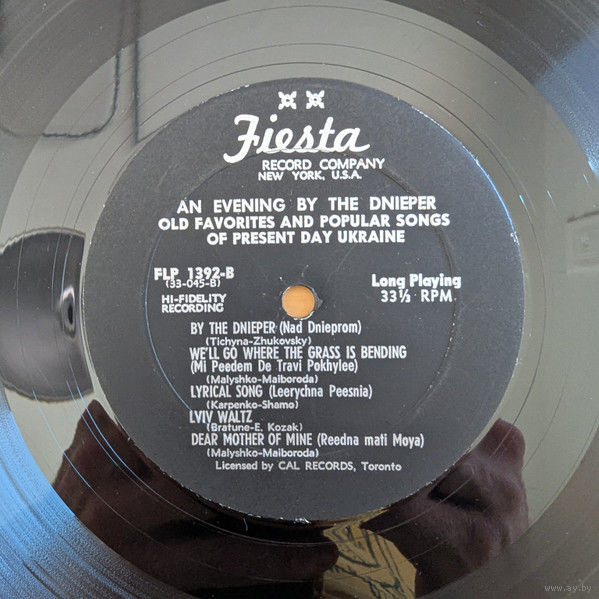 Fiesta
RECORD COMPANY
NEW YORK, U.S.A.
AN EVENING BY THE DNIEPER
OLD FAVORITES AND POPULAR SONGS
OF PRESENT DAY UKRAINE
FLP 1392-B
(33-045-B)
HI-FIDELITY
RECORDING
Long Playing
33⅓ RPM
BY THE DNIEPER (Nad Dnieprom)
(Tichyna-Zhukovsky)
WE'LL GO WHERE THE GRASS IS BENDING
(Mi Peedem De Travi Pokhylee)
(Malyshko-Maiboroda)
LYRICAL SONG (Leerychna Peesnia)
(Karpenko-Shamo)
LVIV WALTZ
(Bratune-E. Kozak)
DEAR MOTHER OF MINE (Reedna mati Moya)
(Malyshko-Maiboroda)
Licensed by CAL RECORDS, Toronto
www.ay.by